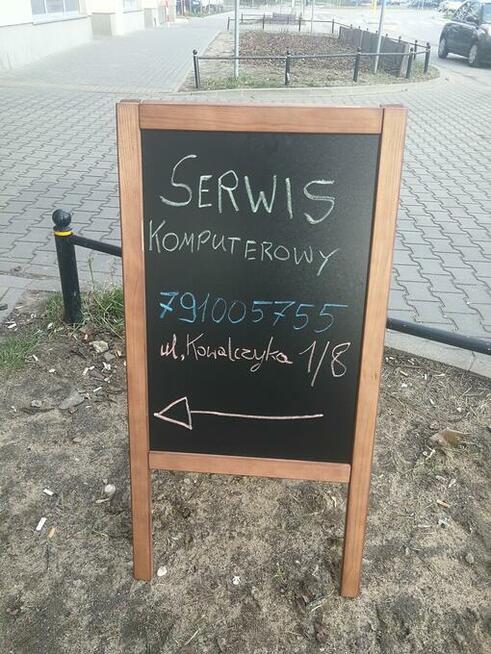 SERWIS
KOMPUTEROWY
791005755
ul. Kowalczyka 1/8